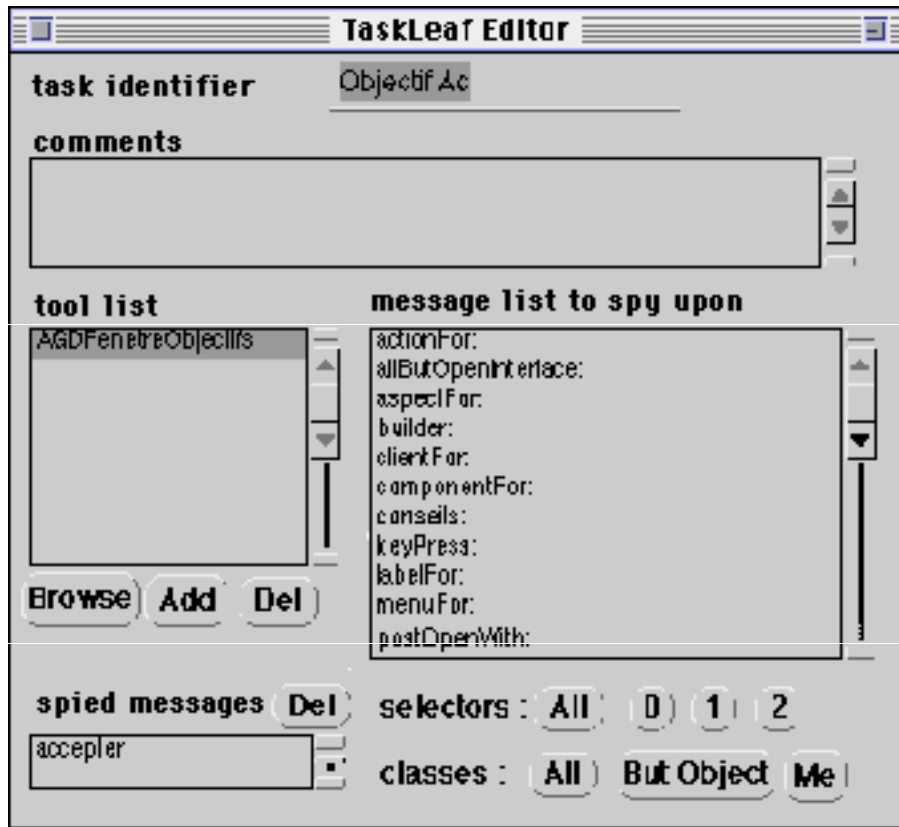 TaskLeaf Editor
task identifier Objectif Ac
comments
tool list
AGDFenetreObjectifs
Browse Add Del
message list to spy upon
actionFor:
allButOpenInterface:
aspectFor:
builder:
clientFor:
componentFor:
conseils:
keyPress:
labelFor:
menuFor:
postOpenWith:
spied messages Del
accepter
selectors : All 0 1 2
classes : All But Object Me